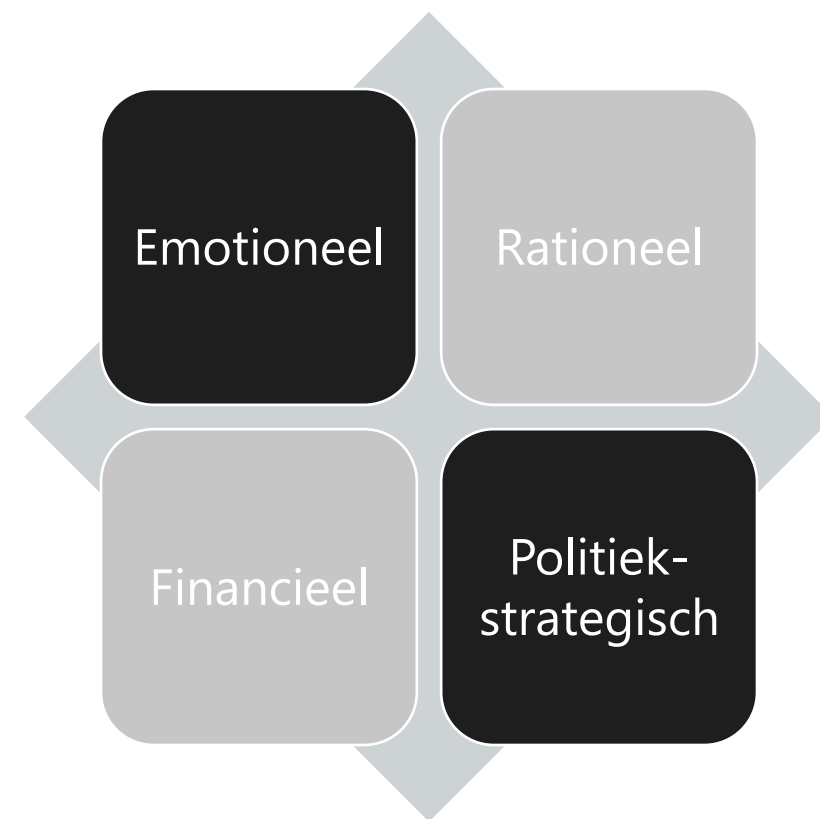 Emotioneel
Rationeel
Financieel
Politiek-
strategisch